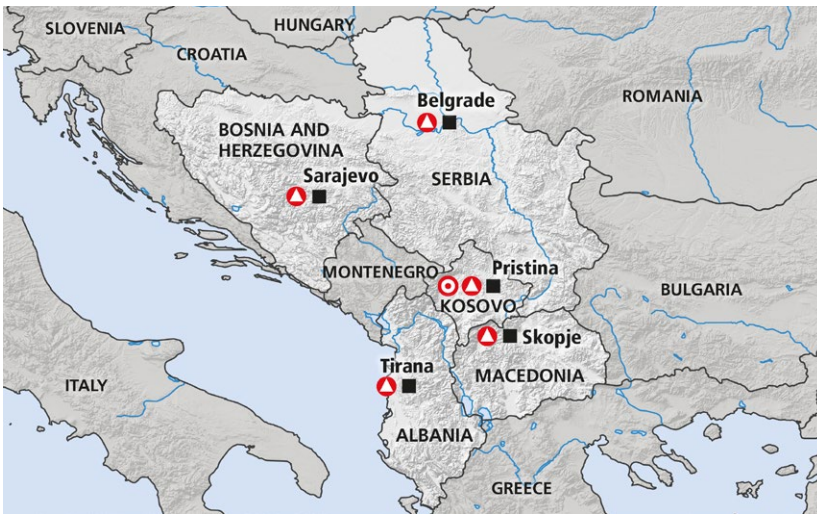 SLOVENIA
HUNGARY
CROATIA
ROMANIA
Belgrade
BOSNIA AND
HERZEGOVINA
Sarajevo
SERBIA
MONTENEGRO
Pristina
KOSOVO
BULGARIA
Skopje
Tirana
MACEDONIA
ITALY
ALBANIA
GREECE